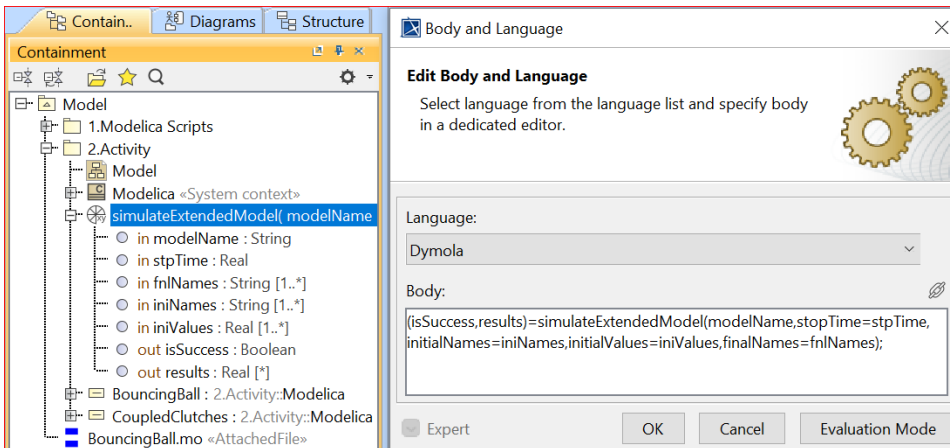 Contain..
Diagrams
Structure
Containment
Model
1.Modelica Scripts
2.Activity
Model
Modelica «System context»
simulateExtendedModel( modelName
in modelName : String
in stpTime : Real
in fnlNames : String [1..*]
in iniNames : String [1..*]
in iniValues : Real [1..*]
out isSuccess : Boolean
out results : Real [*]
BouncingBall : 2.Activity::Modelica
CoupledClutches : 2.Activity::Modelica
BouncingBall.mo «AttachedFile»
Body and Language
Edit Body and Language
Select language from the language list and specify body
in a dedicated editor.
Language:
Dymola
Body:
(isSuccess,results)=simulateExtendedModel(modelName,stopTime=stpTime,
initialNames=iniNames,initialValues=iniValues,finalNames=fnlNames);
Expert
OK
Cancel
Evaluation Mode